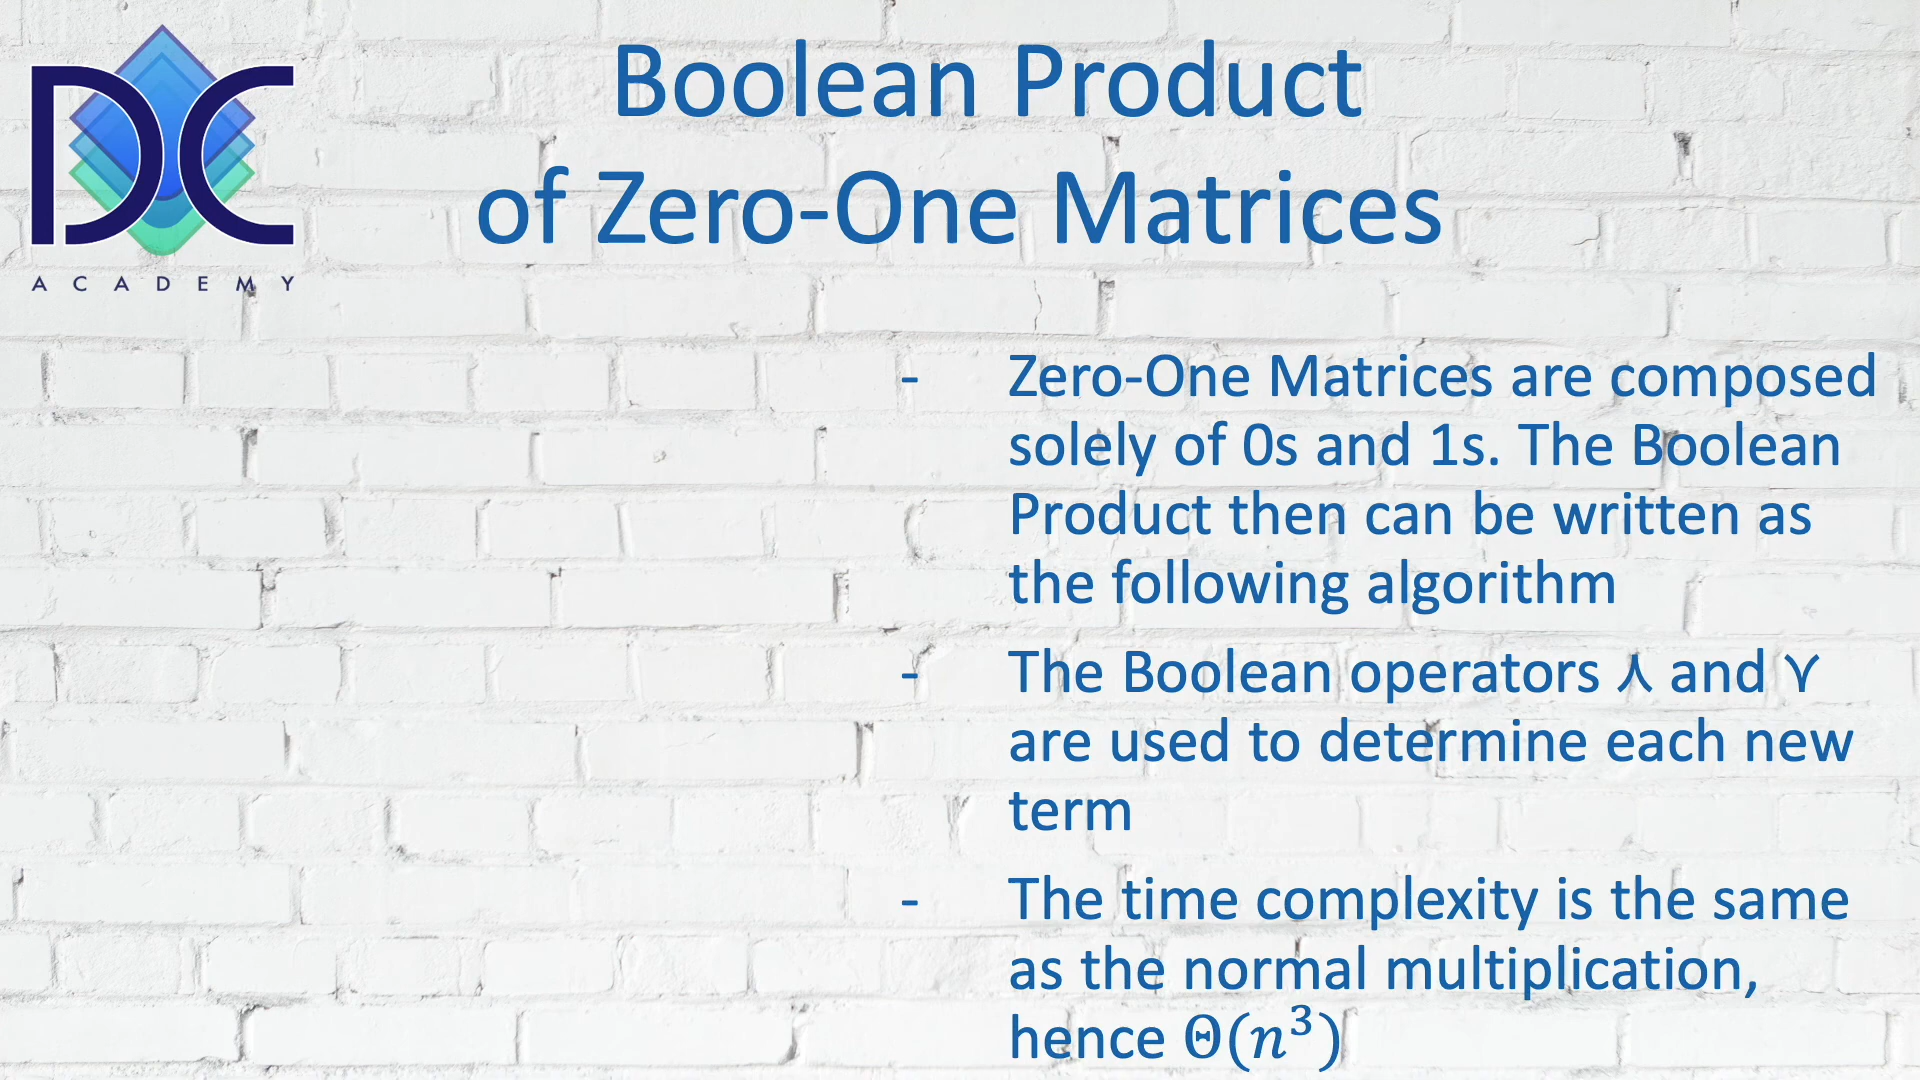 DC
ACADEMY
Boolean Product
of Zero-One Matrices
- Zero-One Matrices are composed
solely of 0s and 1s. The Boolean
Product then can be written as
the following algorithm
- The Boolean operators ⋏ and ⋎
are used to determine each new
term
- The time complexity is the same
as the normal multiplication,
hence Θ(𝑛³)